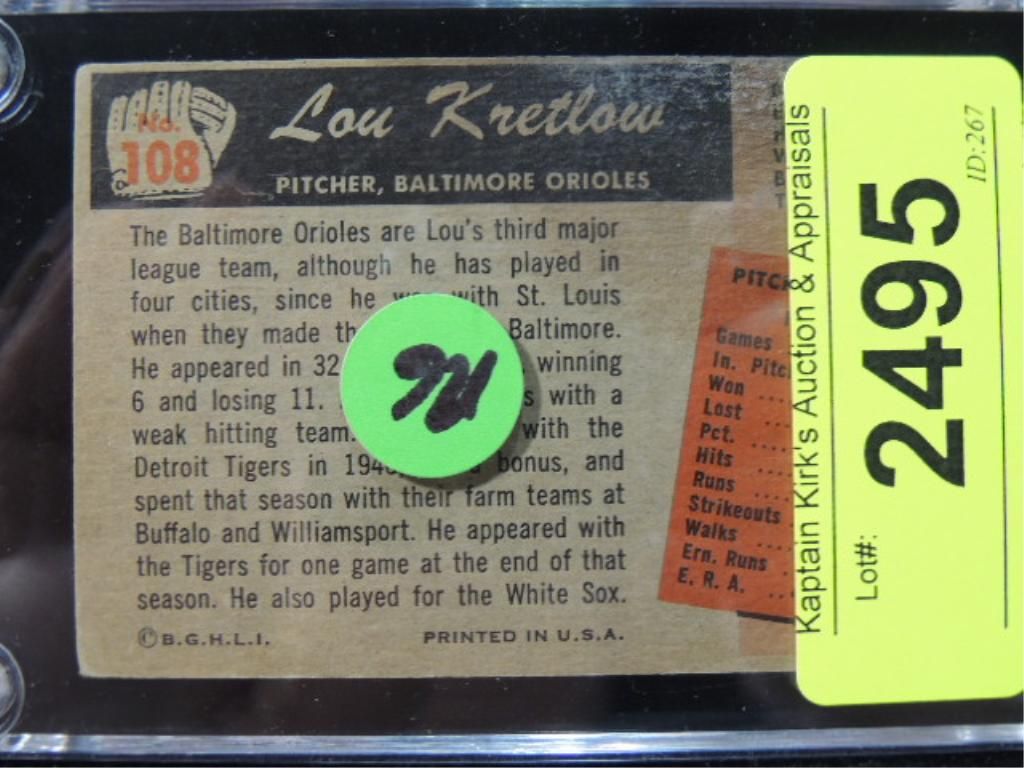 No.
108
Lou Kretlow
PITCHER, BALTIMORE ORIOLES
The Baltimore Orioles are Lou's third major
league team, although he has played in
four cities, since he with St. Louis
when they made Baltimore.
He appeared in 32 winning
6 and losing 11. with a
weak hitting team. with the
Detroit Tigers in bonus, and
spent that season with their farm teams at
Buffalo and Williamsport. He appeared with
the Tigers for one game at the end of that
season. He also played for the White Sox.
©B.G.H.L.I. PRINTED IN U.S.A.
Games
In.
Won ....
Lost ....
Pct. ....
Hits ....
Runs ....
Strikeouts
Walks ....
Ern. Runs .
E. R. A. ...
Kaptain Kirk's Auction & Appraisals
Lot#:
2495
ID:267